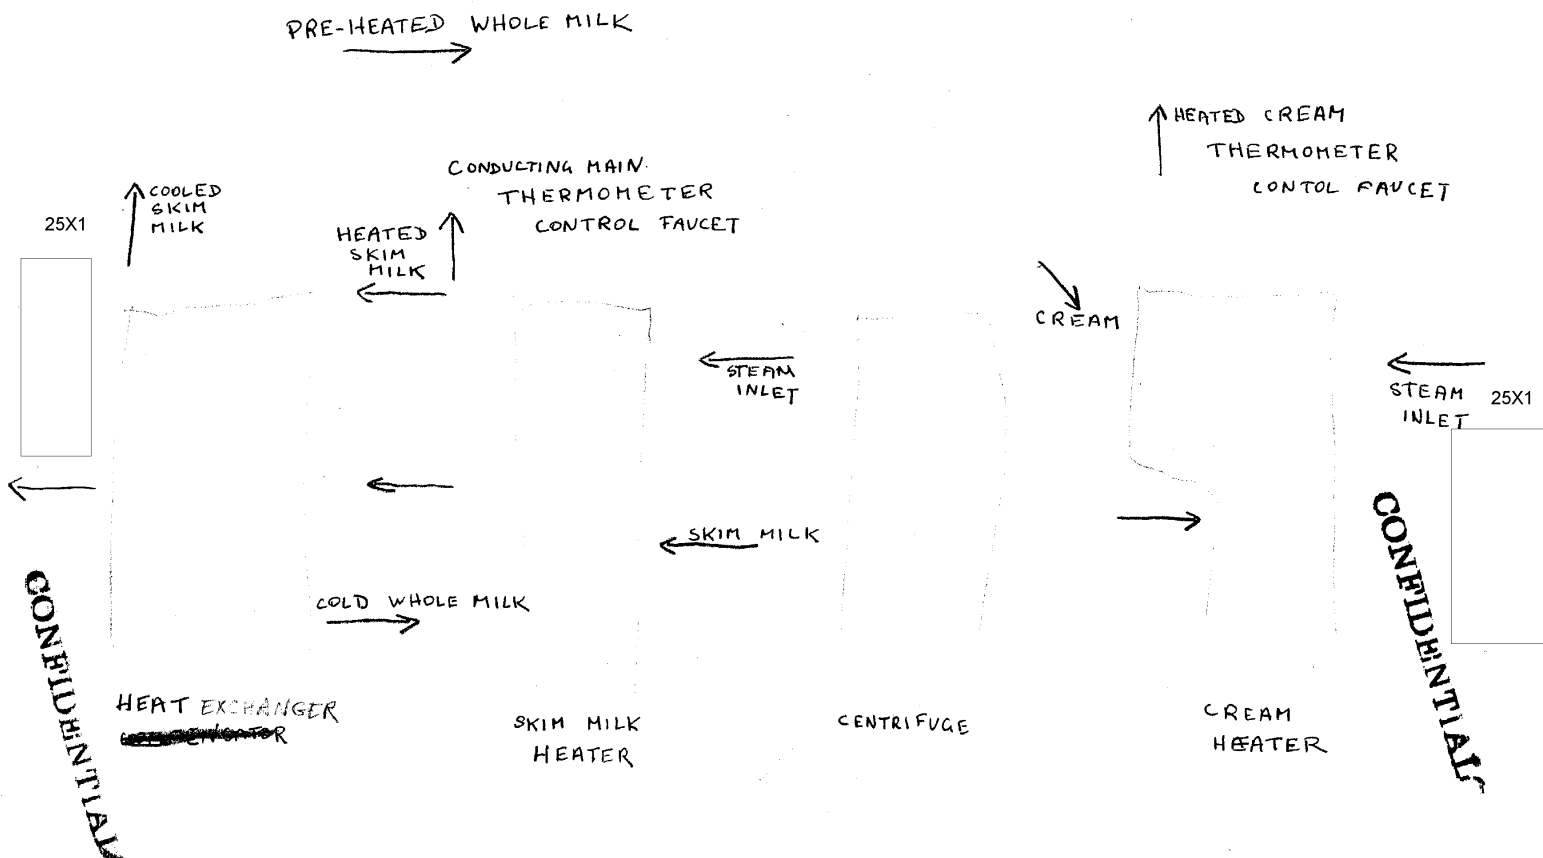 PRE-HEATED WHOLE MILK
HEATED CREAM
THERMOMETER
CONTOL FAUCET
CONDUCTING MAIN
THERMOMETER
CONTROL FAUCET
COOLED
SKIM
MILK
25X1
HEATED
SKIM
MILK
CREAM
STEAM
INLET
STEAM
INLET
25X1
SKIM MILK
COLD WHOLE MILK
CONFIDENTIAL
CONFIDENTIAL
HEAT EXCHANGER
SKIM MILK
HEATER
CENTRIFUGE
CREAM
HEATER